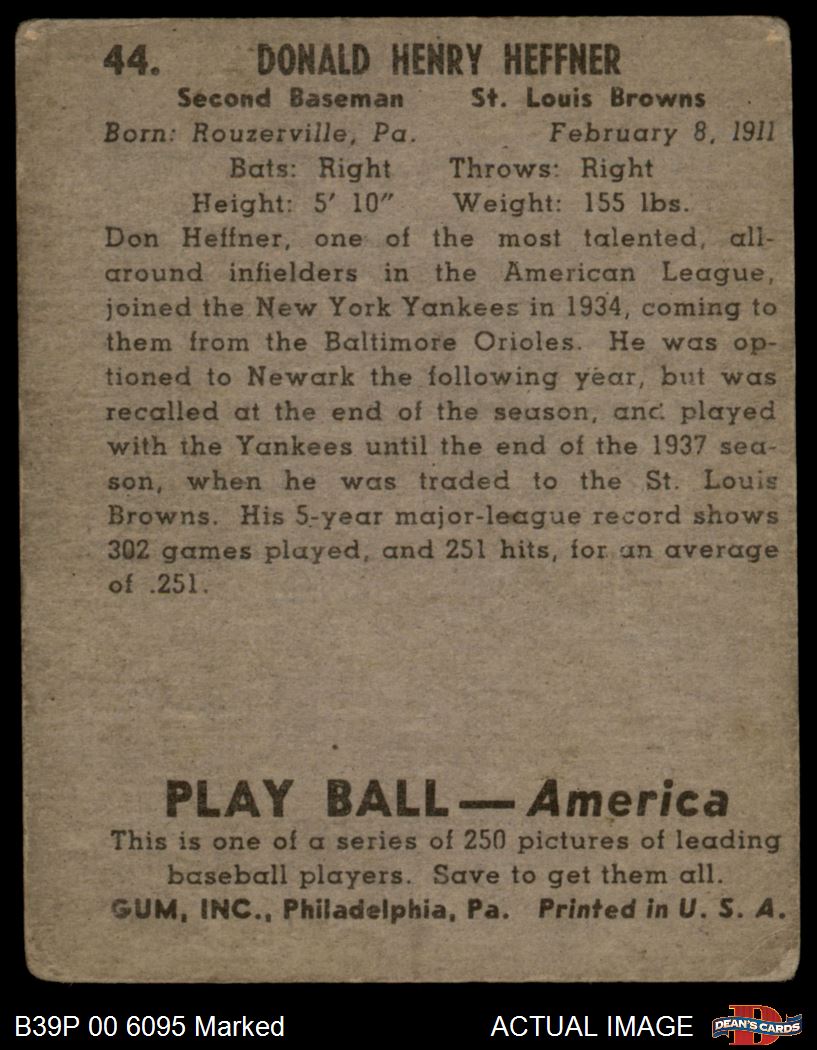 44. DONALD HENRY HEFFNER
Second Baseman St. Louis Browns
Born: Rouzerville, Pa. February 8, 1911
Bats: Right Throws: Right
Height: 5' 10" Weight: 155 lbs.
Don Heffner, one of the most talented, all-
around infielders in the American League,
joined the New York Yankees in 1934, coming to
them from the Baltimore Orioles. He was op-
tioned to Newark the following year, but was
recalled at the end of the season, and played
with the Yankees until the end of the 1937 sea-
son, when he was traded to the St. Louis
Browns. His 5-year major-league record shows
302 games played, and 251 hits, for an average
of .251.
PLAY BALL — America
This is one of a series of 250 pictures of leading
baseball players. Save to get them all.
GUM, INC., Philadelphia, Pa. Printed in U. S. A.
B39P 00 6095 Marked ACTUAL IMAGE D DEAN'S CARDS